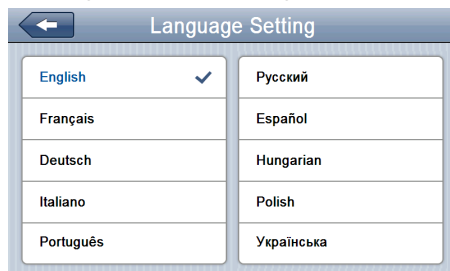 Language Setting
English
Français
Deutsch
Italiano
Português
Русский
Español
Hungarian
Polish
Українська